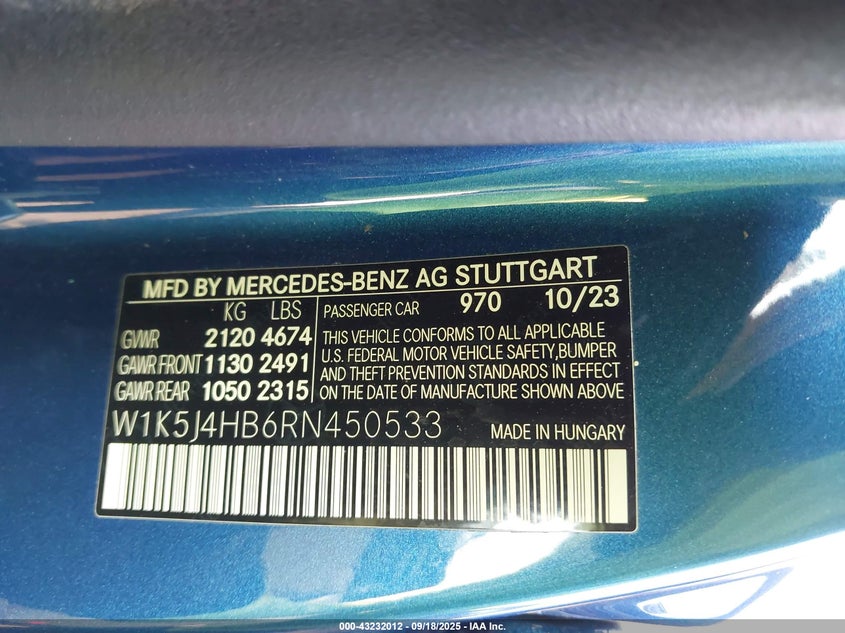 MFD BY MERCEDES-BENZ AG STUTTGART
KG LBS PASSENGER CAR 970 10/23
GVWR 2120 4674 THIS VEHICLE CONFORMS TO ALL APPLICABLE
GAWR FRONT 1130 2491 U.S. FEDERAL MOTOR VEHICLE SAFETY,BUMPER
AND THEFT PREVENTION STANDARDS IN EFFECT
GAWR REAR 1050 2315 ON THE DATE OF MANUFACTURE SHOWN ABOVE
W1K5J4HB6RN450533 MADE IN HUNGARY
000-43232012 - 09/18/2025 - IAA Inc.